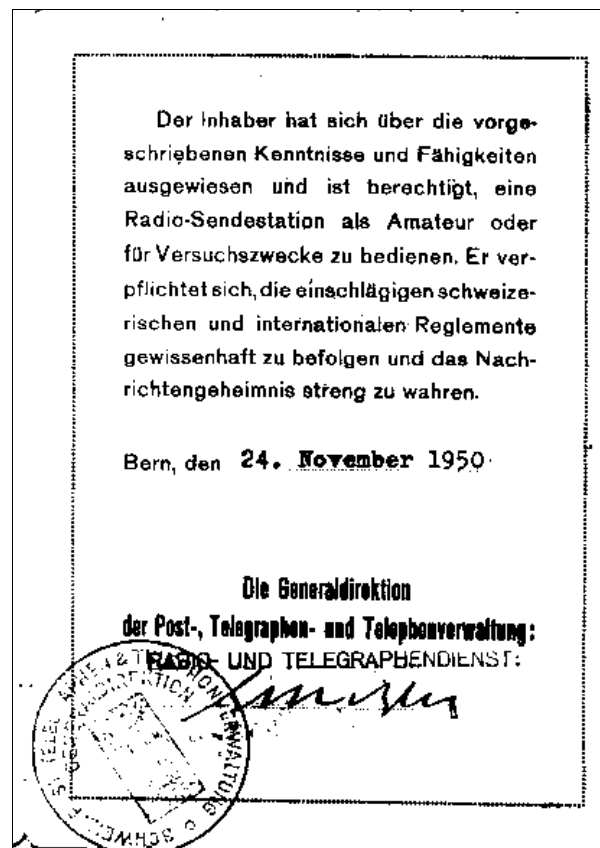 Der Inhaber hat sich über die vorge-
schriebenen Kenntnisse und Fähigkeiten
ausgewiesen und ist berechtigt, eine
Radio-Sendestation als Amateur oder
für Versuchszwecke zu bedienen. Er ver-
pflichtet sich, die einschlägigen schweize-
rischen und internationalen Reglemente
gewissenhaft zu befolgen und das Nach-
richtengeheimnis streng zu wahren.
Bern, den 24. November 1950
Die Generaldirektion
der Post-, Telegraphen- und Telephonverwaltung:
RADIO- UND TELEGRAPHENDIENST: